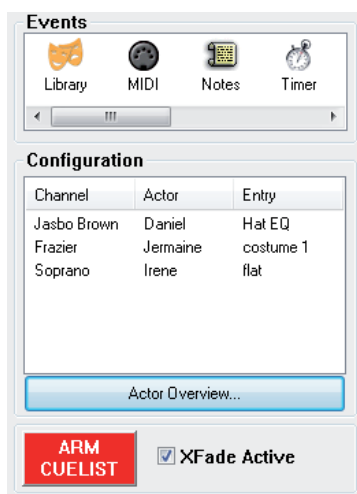 Events
Library MIDI Notes Timer
Configuration
Channel Actor Entry
Jasbo Brown Daniel Hat EQ
Frazier Jermaine costume 1
Soprano Irene flat
Actor Overview...
ARM
CUELIST
XFade Active